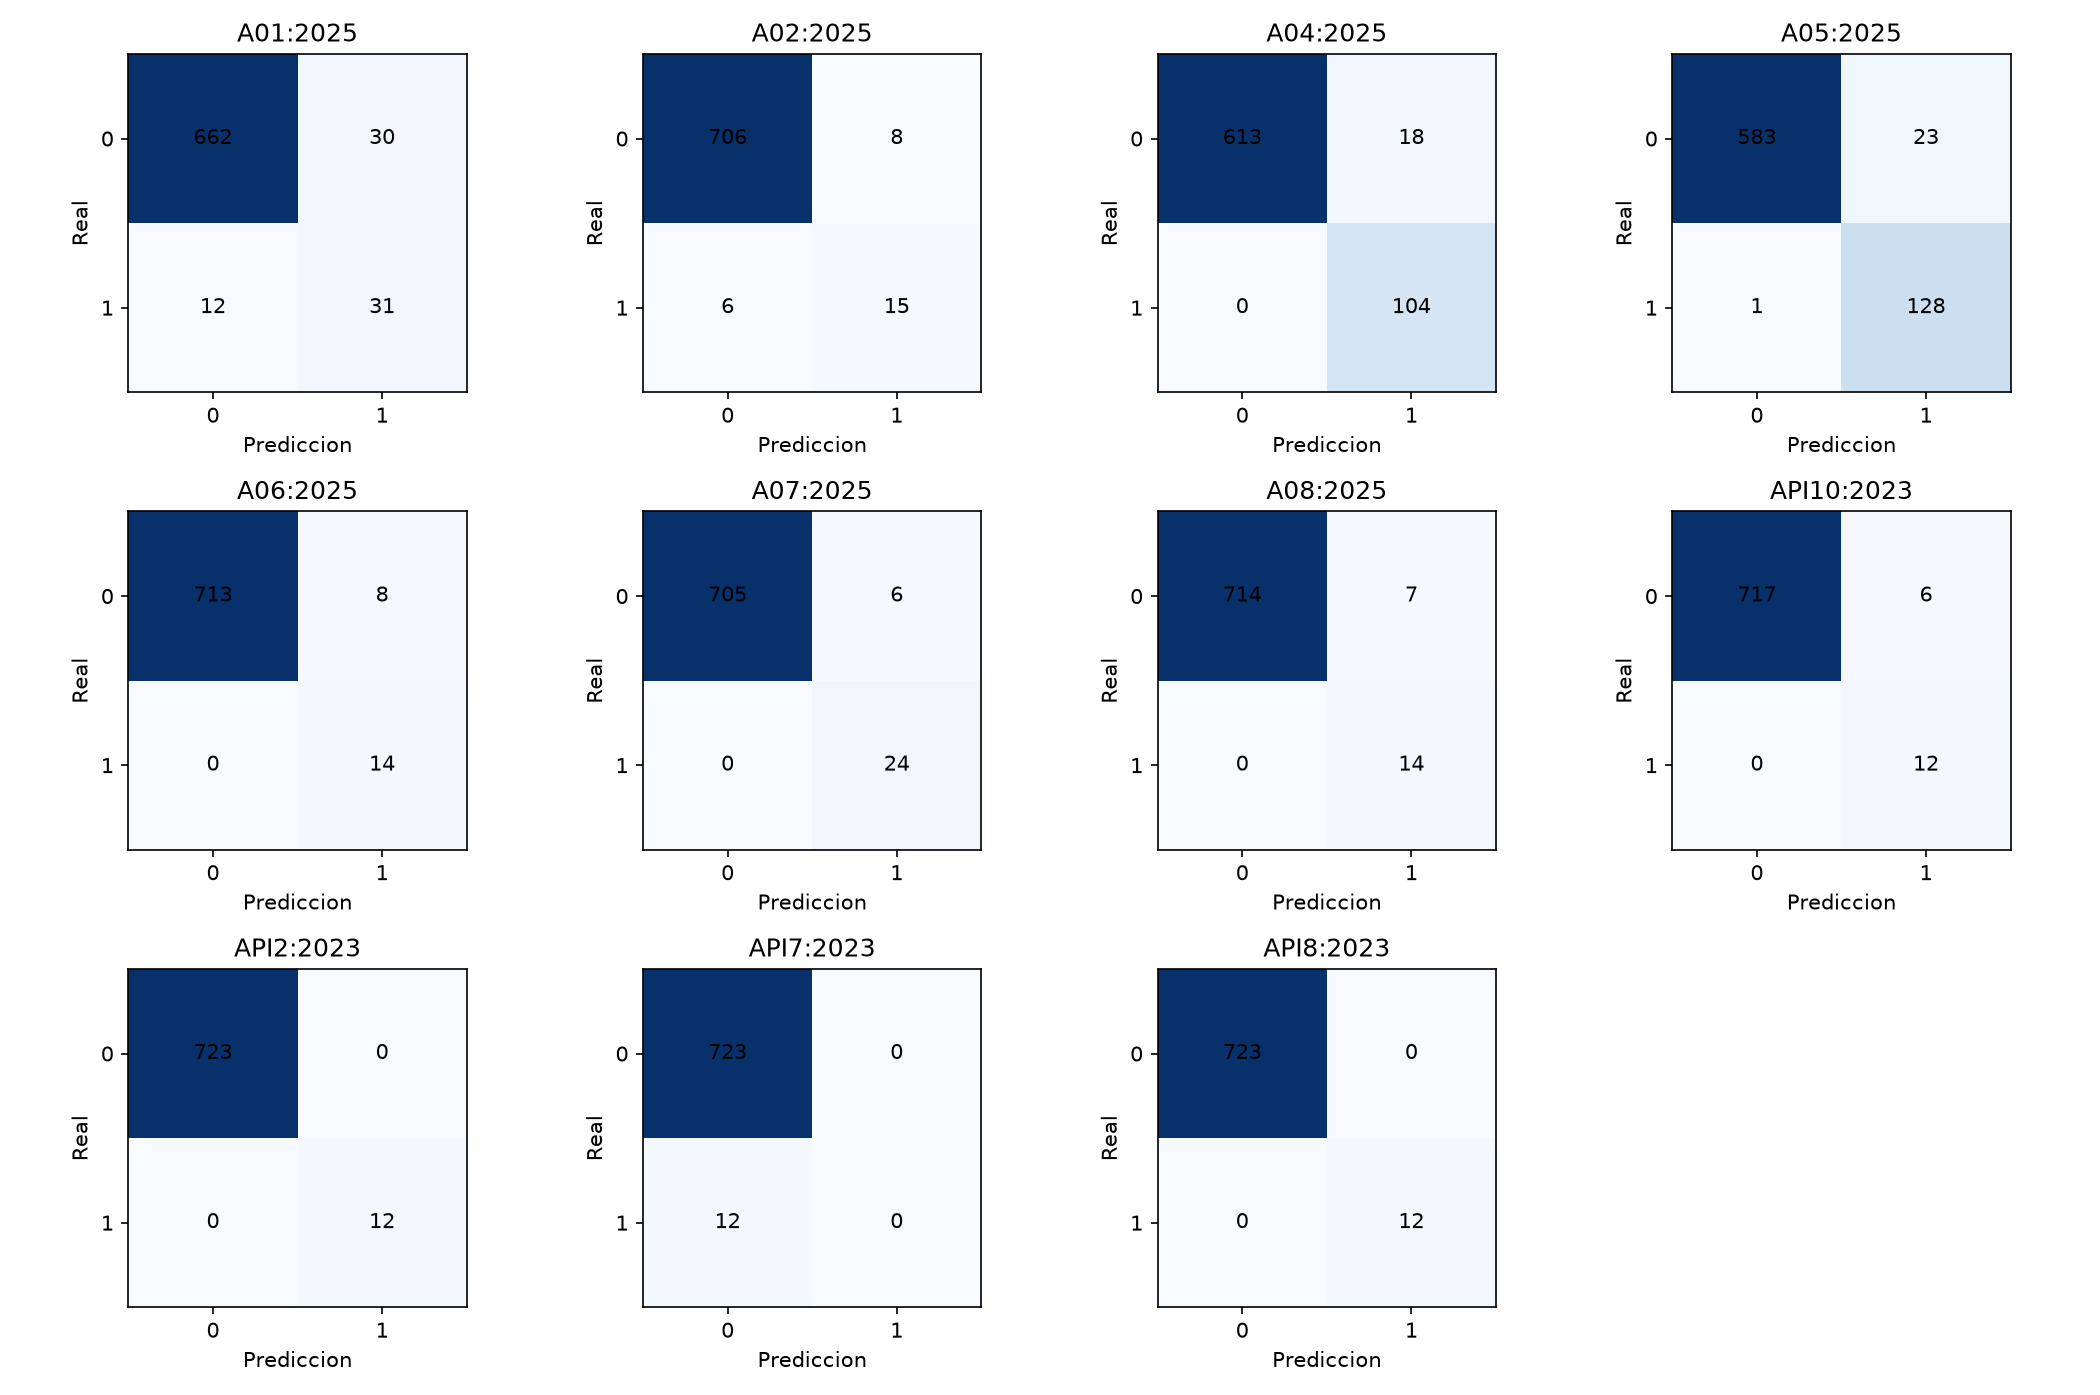 A01:2025 A02:2025 A04:2025 A05:2025
0 662 30 0 706 8 0 613 18 0 583 23
Real Real Real Real
1 12 31 1 6 15 1 0 104 1 1 128
0 1 0 1 0 1 0 1
Prediccion Prediccion Prediccion Prediccion
A06:2025 A07:2025 A08:2025 API10:2023
0 713 8 0 705 6 0 714 7 0 717 6
Real Real Real Real
1 0 14 1 0 24 1 0 14 1 0 12
0 1 0 1 0 1 0 1
Prediccion Prediccion Prediccion Prediccion
API2:2023 API7:2023 API8:2023
0 723 0 0 723 0 0 723 0
Real Real Real
1 0 12 1 12 0 1 0 12
0 1 0 1 0 1
Prediccion Prediccion Prediccion